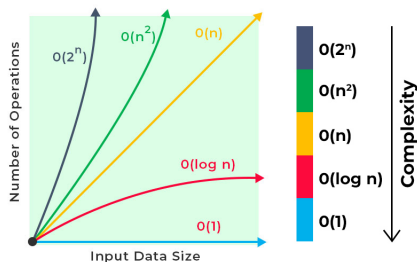 Number of Operations
0(2ⁿ)
0(n²)
0(n)
0(log n)
0(1)
Input Data Size
0(2ⁿ)
0(n²)
0(n)
0(log n)
0(1)
Complexity